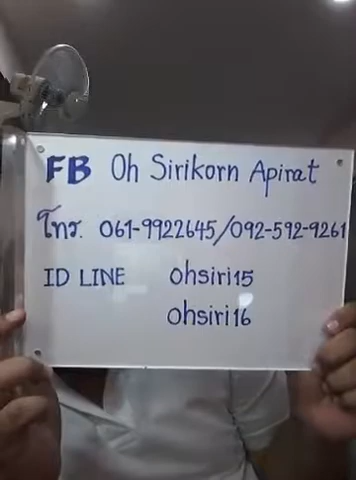 FB Oh Sirikorn Apirat
โทร. 061-9922645/092-592-9261
ID LINE ohsiri15
ohsiri16